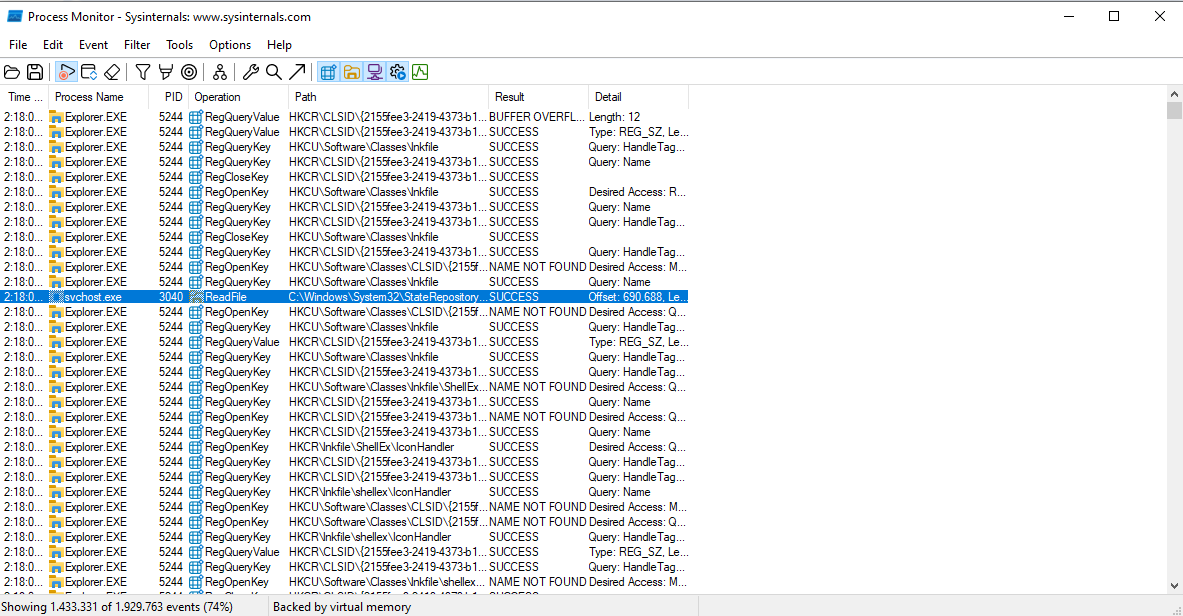 Process Monitor - Sysinternals: www.sysinternals.com
File Edit Event Filter Tools Options Help
Time ... Process Name PID Operation Path Result Detail
2:18:0... Explorer.EXE 5244 RegQueryValue HKCR\CLSID\{2155fee3-2419-4373-b1... BUFFER OVERFL... Length: 12
2:18:0... Explorer.EXE 5244 RegQueryValue HKCR\CLSID\{2155fee3-2419-4373-b1... SUCCESS Type: REG_SZ, Le...
2:18:0... Explorer.EXE 5244 RegQueryKey HKCU\Software\Classes\lnkfile SUCCESS Query: HandleTag...
2:18:0... Explorer.EXE 5244 RegQueryKey HKCR\CLSID\{2155fee3-2419-4373-b1... SUCCESS Query: Name
2:18:0... Explorer.EXE 5244 RegCloseKey HKCR\CLSID\{2155fee3-2419-4373-b1... SUCCESS
2:18:0... Explorer.EXE 5244 RegOpenKey HKCU\Software\Classes\lnkfile SUCCESS Desired Access: R...
2:18:0... Explorer.EXE 5244 RegQueryKey HKCR\CLSID\{2155fee3-2419-4373-b1... SUCCESS Query: Name
2:18:0... Explorer.EXE 5244 RegQueryKey HKCR\CLSID\{2155fee3-2419-4373-b1... SUCCESS Query: HandleTag...
2:18:0... Explorer.EXE 5244 RegCloseKey HKCU\Software\Classes\lnkfile SUCCESS
2:18:0... Explorer.EXE 5244 RegQueryKey HKCR\CLSID\{2155fee3-2419-4373-b1... SUCCESS Query: HandleTag...
2:18:0... Explorer.EXE 5244 RegOpenKey HKCU\Software\Classes\CLSID\{2155f... NAME NOT FOUND Desired Access: M...
2:18:0... Explorer.EXE 5244 RegQueryKey HKCR\CLSID\{2155fee3-2419-4373-b1... SUCCESS Query: Name
2:18:0... svchost.exe 3040 ReadFile C:\Windows\System32\StateRepository... SUCCESS Offset: 690.688, Le...
2:18:0... Explorer.EXE 5244 RegOpenKey HKCU\Software\Classes\CLSID\{2155f... NAME NOT FOUND Desired Access: Q...
2:18:0... Explorer.EXE 5244 RegQueryKey HKCU\Software\Classes\lnkfile SUCCESS Query: HandleTag...
2:18:0... Explorer.EXE 5244 RegQueryValue HKCR\CLSID\{2155fee3-2419-4373-b1... SUCCESS Type: REG_SZ, Le...
2:18:0... Explorer.EXE 5244 RegQueryKey HKCU\Software\Classes\lnkfile SUCCESS Query: HandleTag...
2:18:0... Explorer.EXE 5244 RegQueryKey HKCR\CLSID\{2155fee3-2419-4373-b1... SUCCESS Query: HandleTag...
2:18:0... Explorer.EXE 5244 RegOpenKey HKCU\Software\Classes\lnkfile\ShellEx... NAME NOT FOUND Desired Access: Q...
2:18:0... Explorer.EXE 5244 RegQueryKey HKCR\CLSID\{2155fee3-2419-4373-b1... SUCCESS Query: Name
2:18:0... Explorer.EXE 5244 RegOpenKey HKCR\CLSID\{2155fee3-2419-4373-b1... NAME NOT FOUND Desired Access: Q...
2:18:0... Explorer.EXE 5244 RegQueryKey HKCR\CLSID\{2155fee3-2419-4373-b1... SUCCESS Query: Name
2:18:0... Explorer.EXE 5244 RegOpenKey HKCR\lnkfile\ShellEx\IconHandler SUCCESS Desired Access: Q...
2:18:0... Explorer.EXE 5244 RegQueryKey HKCR\CLSID\{2155fee3-2419-4373-b1... SUCCESS Query: HandleTag...
2:18:0... Explorer.EXE 5244 RegQueryKey HKCR\CLSID\{2155fee3-2419-4373-b1... SUCCESS Query: HandleTag...
2:18:0... Explorer.EXE 5244 RegQueryKey HKCR\lnkfile\shellex\IconHandler SUCCESS Query: Name
2:18:0... Explorer.EXE 5244 RegOpenKey HKCU\Software\Classes\CLSID\{2155f... NAME NOT FOUND Desired Access: M...
2:18:0... Explorer.EXE 5244 RegOpenKey HKCU\Software\Classes\CLSID\{2155f... NAME NOT FOUND Desired Access: Q...
2:18:0... Explorer.EXE 5244 RegQueryKey HKCR\lnkfile\shellex\IconHandler SUCCESS Query: HandleTag...
2:18:0... Explorer.EXE 5244 RegQueryValue HKCR\CLSID\{2155fee3-2419-4373-b1... SUCCESS Type: REG_SZ, Le...
2:18:0... Explorer.EXE 5244 RegQueryKey HKCR\CLSID\{2155fee3-2419-4373-b1... SUCCESS Query: HandleTag...
2:18:0... Explorer.EXE 5244 RegOpenKey HKCU\Software\Classes\lnkfile\shellex... NAME NOT FOUND Desired Access: Q...
Showing 1.433.331 of 1.929.763 events (74%) Backed by virtual memory